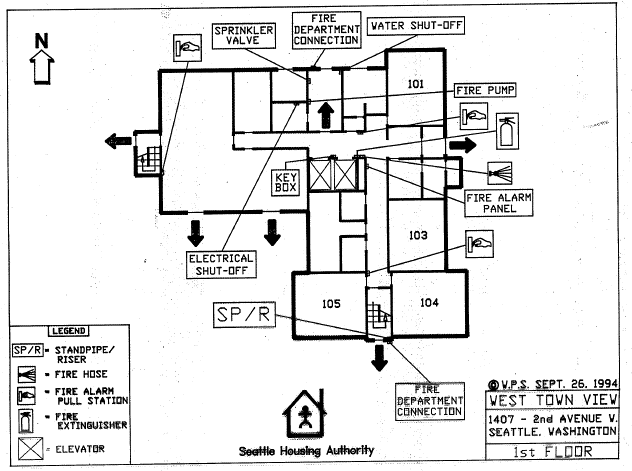 N
SPRINKLER
VALVE
FIRE
DEPARTMENT
CONNECTION
WATER SHUT-OFF
101
FIRE PUMP
KEY
BOX
FIRE ALARM
PANEL
103
ELECTRICAL
SHUT-OFF
SP/R
105
104
LEGEND
SP/R = STANDPIPE/
RISER
= FIRE HOSE
= FIRE ALARM
PULL STATION
= FIRE
EXTINGUISHER
= ELEVATOR
FIRE
DEPARTMENT
CONNECTION
Seattle Housing Authority
© V.P.S. SEPT. 26, 1994
WEST TOWN VIEW
1407 - 2nd AVENUE W.
SEATTLE, WASHINGTON
1st FLOOR